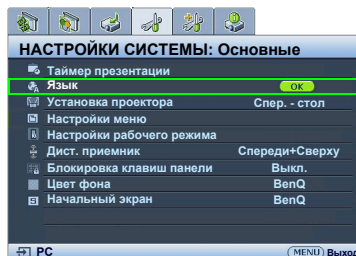 НАСТРОЙКИ СИСТЕМЫ: Основные
Таймер презентации
Язык OK
Установка проектора Спер. - стол
Настройки меню
Настройки рабочего режима
Дист. приемник Спереди+Сверху
Блокировка клавиш панели Выкл.
Цвет фона BenQ
Начальный экран BenQ
PC MENU Выход